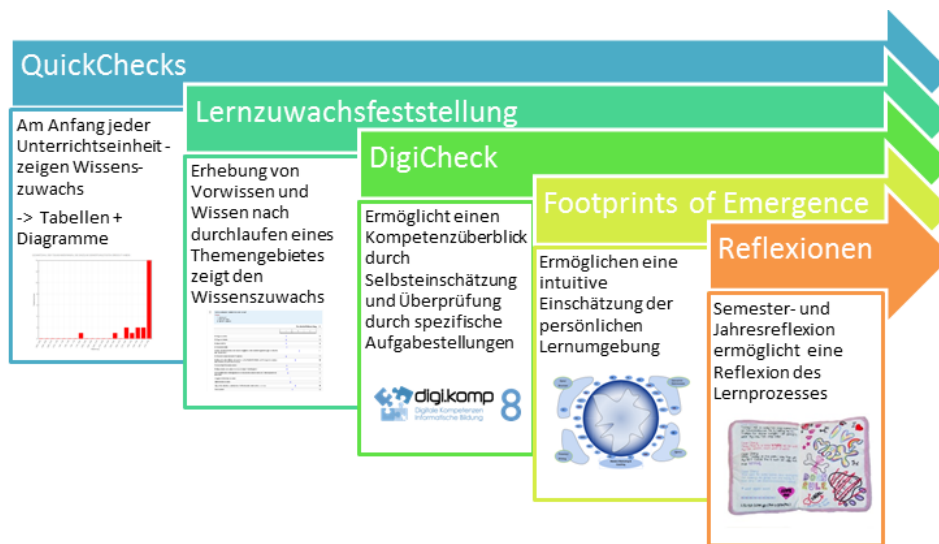 QuickChecks
Am Anfang jeder
Unterrichtseinheit -
zeigen Wissens-
zuwachs
-> Tabellen +
Diagramme
Lernzuwachsfeststellung
Erhebung von
Vorwissen und
Wissen nach
durchlaufen eines
Themengebietes
zeigt den
Wissenszuwachs
DigiCheck
Ermöglicht einen
Kompetenzüberblick
durch
Selbsteinschätzung
und Überprüfung
durch spezifische
Aufgabestellungen
digi.komp 8
Digitale Kompetenzen
Informatische Bildung
Footprints of Emergence
Ermöglichen eine
intuitive
Einschätzung der
persönlichen
Lernumgebung
Reflexionen
Semester- und
Jahresreflexion
ermöglicht eine
Reflexion des
Lernprozesses